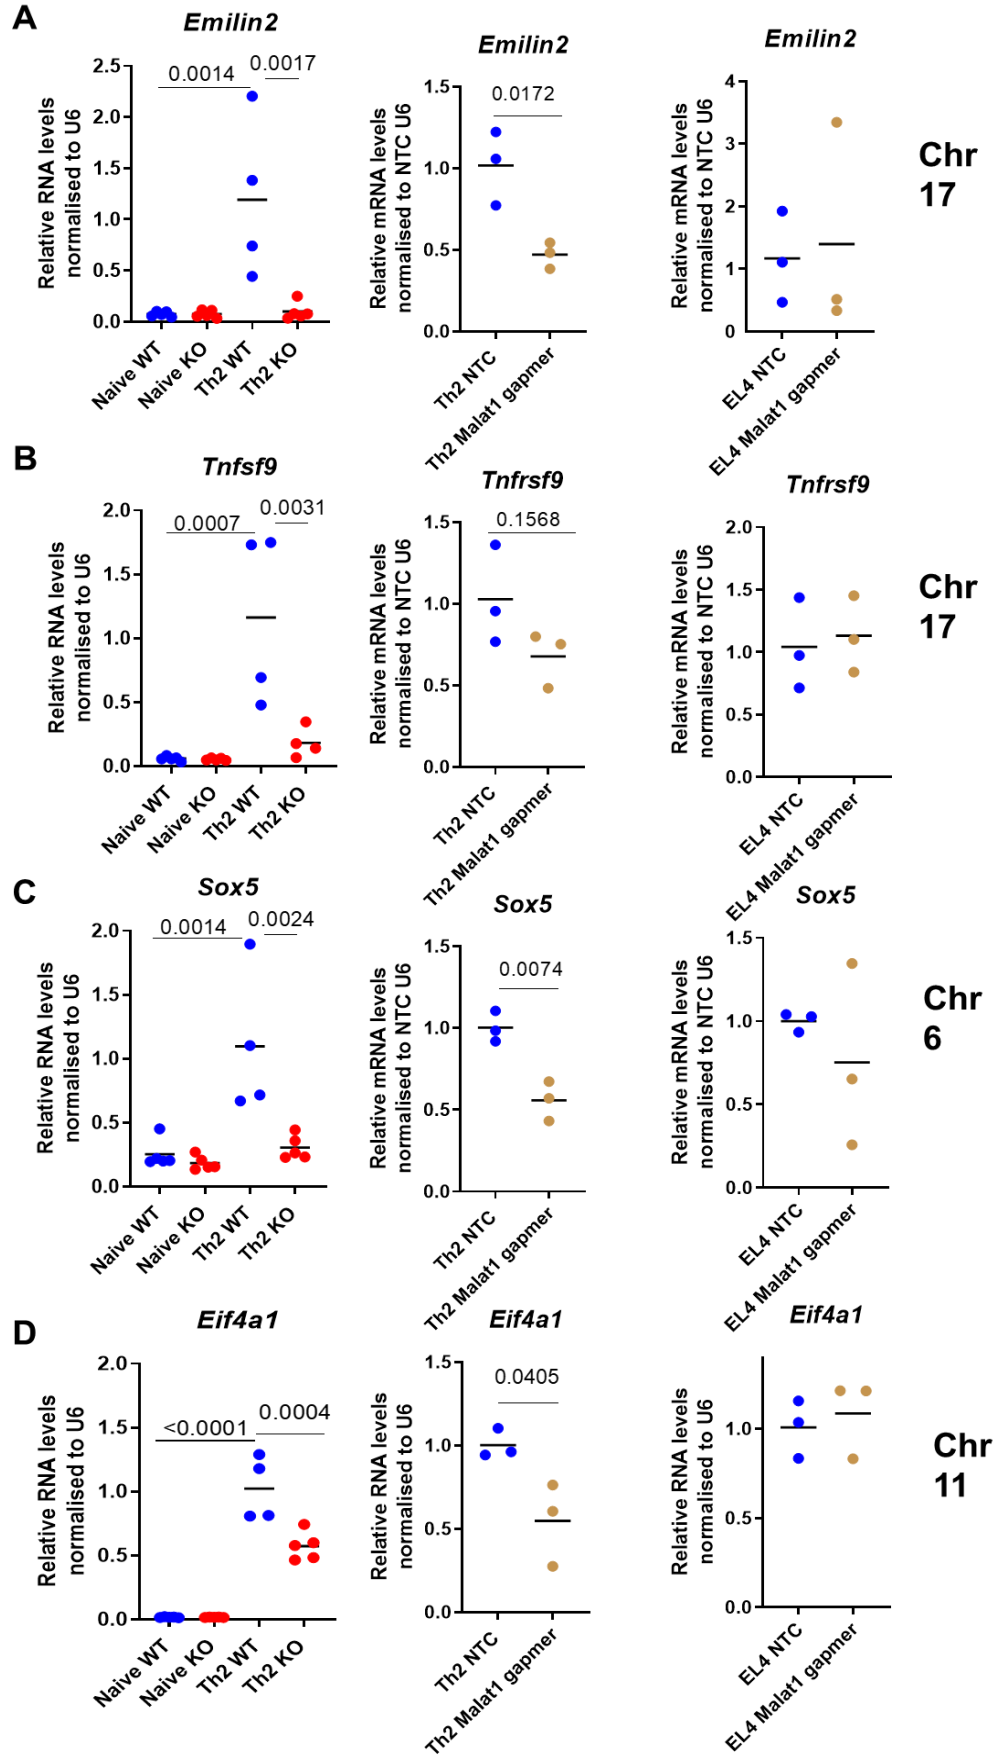 A
Emilin2
Relative RNA levels
normalised to U6
2.5
2.0
1.5
1.0
0.5
0.0
0.0014
0.0017
Naive WT
Naive KO
Th2 WT
Th2 KO
Emilin2
Relative mRNA levels
normalised to NTC U6
1.5
1.0
0.5
0.0
0.0172
Th2 NTC
Th2 Malat1 gapmer
Emilin2
Relative mRNA levels
normalised to NTC U6
4
3
2
1
0
EL4 NTC
EL4 Malat1 gapmer
Chr
17
B
Tnfsf9
Relative RNA levels
normalised to U6
2.0
1.5
1.0
0.5
0.0
0.0007
0.0031
Naive WT
Naive KO
Th2 WT
Th2 KO
Tnfrsf9
Relative mRNA levels
normalised to NTC U6
1.5
1.0
0.5
0.0
0.1568
Th2 NTC
Th2 Malat1 gapmer
Tnfrsf9
Relative mRNA levels
normalised to NTC U6
2.0
1.5
1.0
0.5
0.0
EL4 NTC
EL4 Malat1 gapmer
Chr
17
C
Sox5
Relative RNA levels
normalised to U6
2.0
1.5
1.0
0.5
0.0
0.0014
0.0024
Naive WT
Naive KO
Th2 WT
Th2 KO
Sox5
Relative mRNA levels
normalised to NTC U6
1.5
1.0
0.5
0.0
0.0074
Th2 NTC
Th2 Malat1 gapmer
Sox5
Relative mRNA levels
normalised to NTC U6
1.5
1.0
0.5
0.0
EL4 NTC
EL4 Malat1 gapmer
Chr
6
D
Eif4a1
Relative RNA levels
normalised to U6
2.0
1.5
1.0
0.5
0.0
<0.0001
0.0004
Naive WT
Naive KO
Th2 WT
Th2 KO
Eif4a1
Relative RNA levels
normalised to U6
1.5
1.0
0.5
0.0
0.0405
Th2 NTC
Th2 Malat1 gapmer
Eif4a1
Relative RNA levels
normalised to U6
1.0
0.5
0.0
EL4 NTC
EL4 Malat1 gapmer
Chr
11